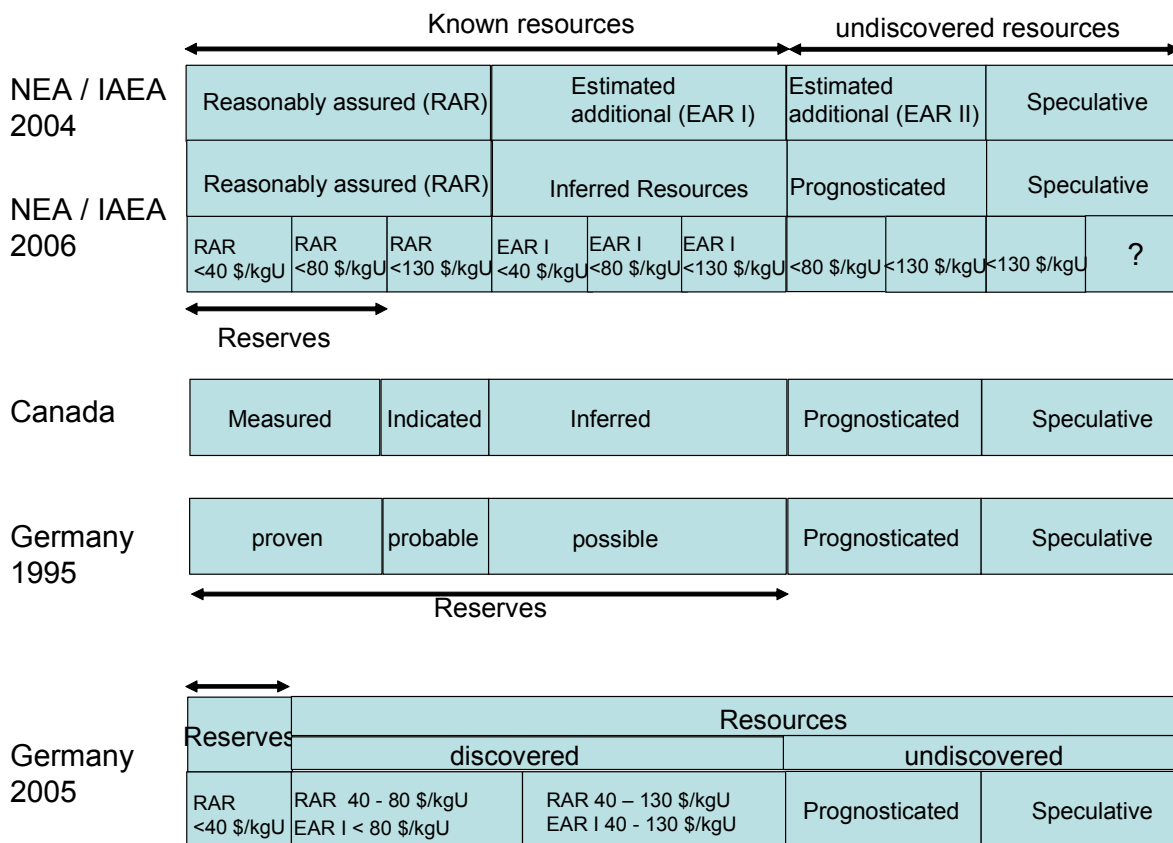 Known resources
undiscovered resources
NEA / IAEA
2004
Reasonably assured (RAR)
Estimated
additional (EAR I)
Estimated
additional (EAR II)
Speculative
NEA / IAEA
2006
Reasonably assured (RAR)
Inferred Resources
Prognosticated
Speculative
RAR
<40 $/kgU
RAR
<80 $/kgU
RAR
<130 $/kgU
EAR I
<40 $/kgU
EAR I
<80 $/kgU
EAR I
<130 $/kgU
<80 $/kgU
<130 $/kgU
<130 $/kgU
?
Reserves
Canada
Measured
Indicated
Inferred
Prognosticated
Speculative
Germany
1995
proven
probable
possible
Prognosticated
Speculative
Reserves
Germany
2005
Reserves
Resources
discovered
undiscovered
RAR
<40 $/kgU
RAR 40 - 80 $/kgU
EAR I < 80 $/kgU
RAR 40 – 130 $/kgU
EAR I 40 - 130 $/kgU
Prognosticated
Speculative